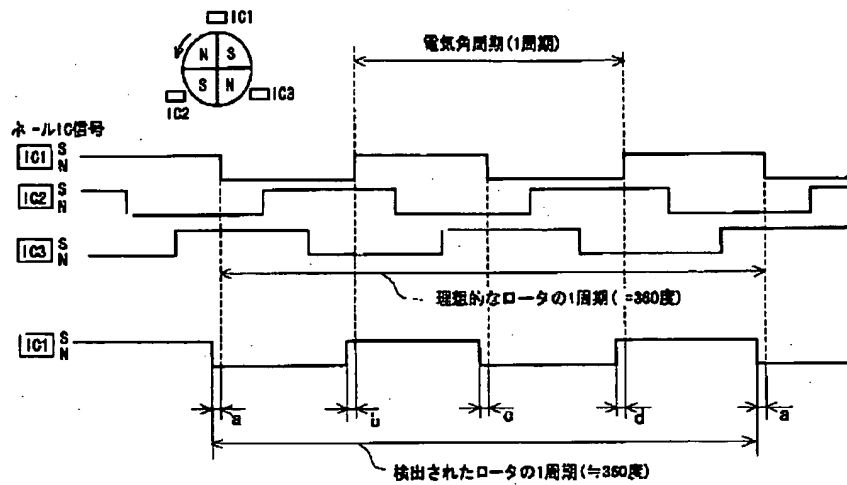 IC1
N S
S N
IC2
IC3
電気角周期(1周期)
ホールIC信号
IC1 S
N
IC2 S
N
IC3 S
N
理想的なロータの1周期(=360度)
IC1 S
N
a b c d a
検出されたロータの1周期(≒360度)